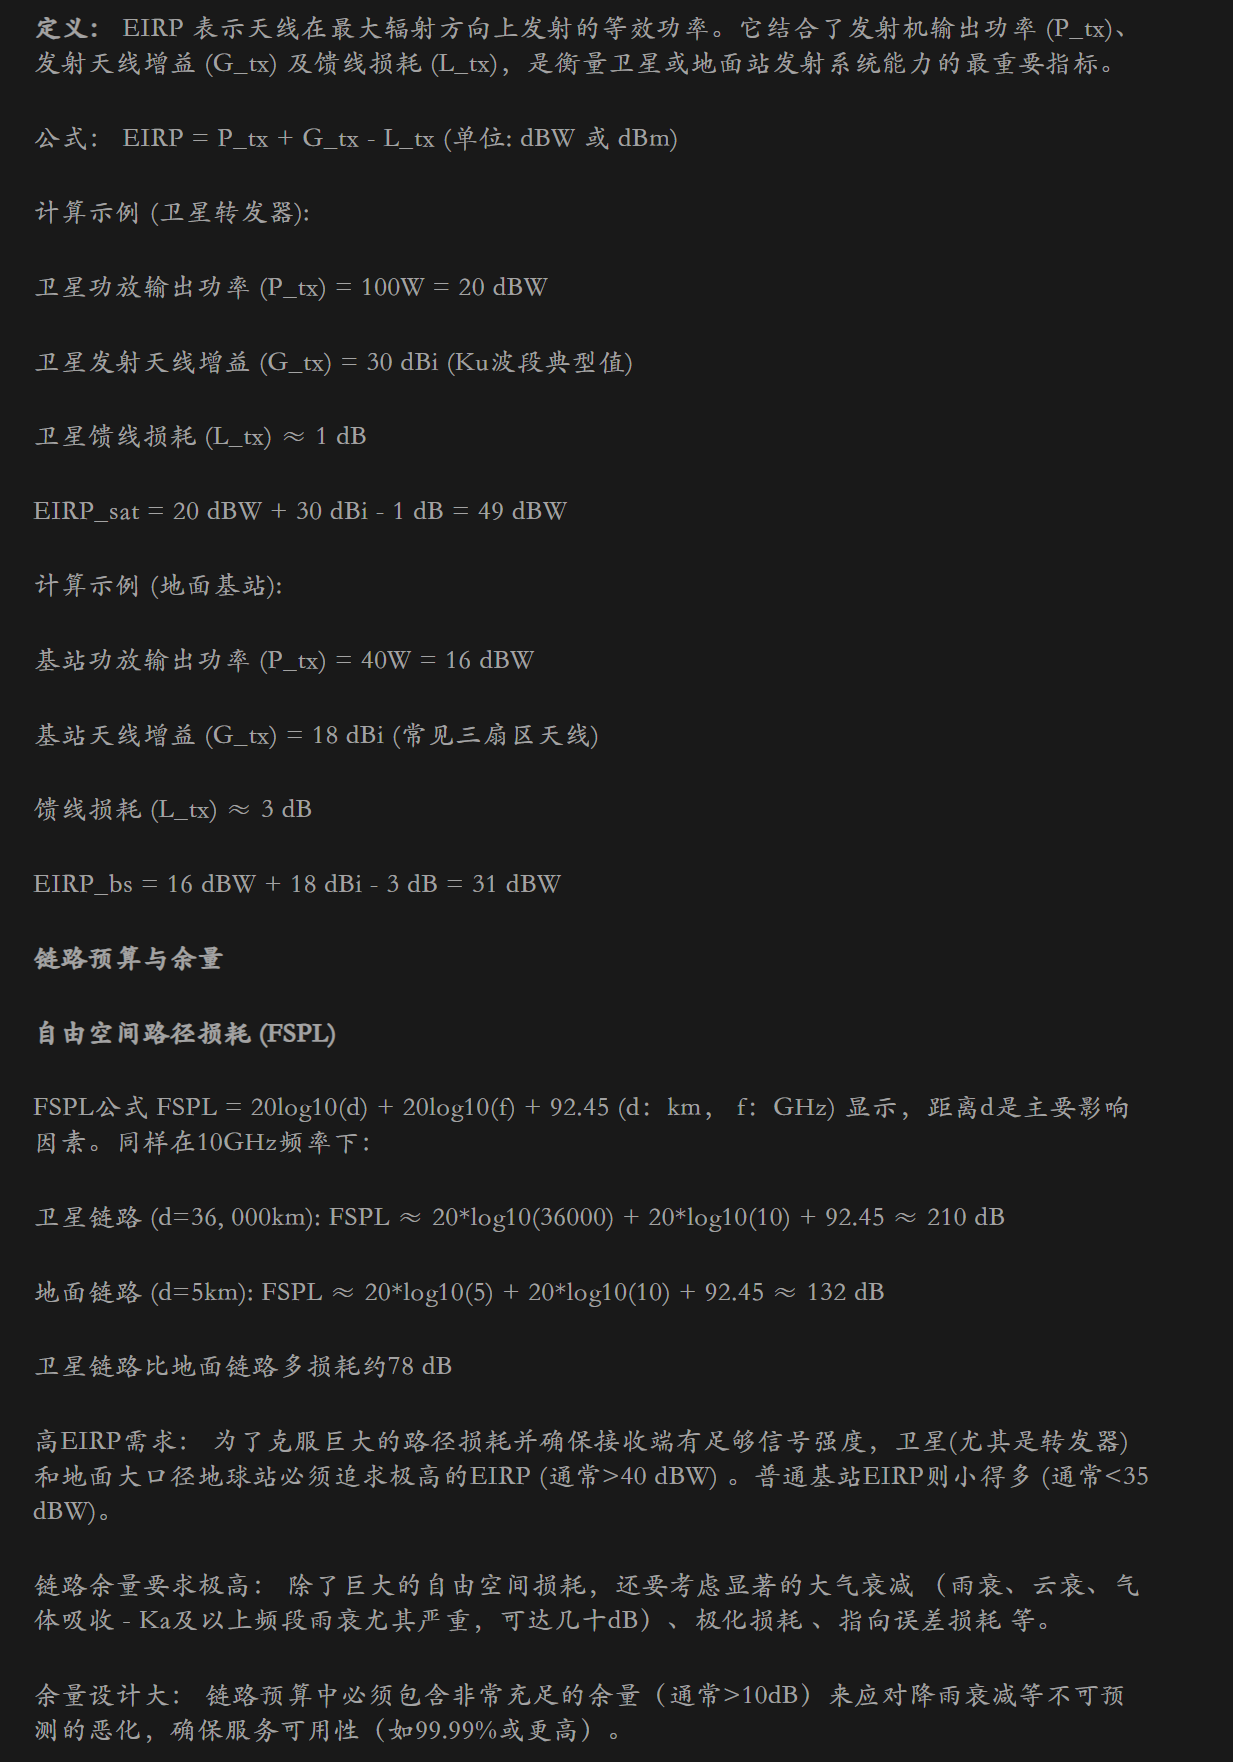 定义： EIRP 表示天线在最大辐射方向上发射的等效功率。它结合了发射机输出功率 (P_tx)、
发射天线增益 (G_tx) 及馈线损耗 (L_tx)，是衡量卫星或地面站发射系统能力的最重要指标。
公式： EIRP = P_tx + G_tx - L_tx (单位: dBW 或 dBm)
计算示例 (卫星转发器):
卫星功放输出功率 (P_tx) = 100W = 20 dBW
卫星发射天线增益 (G_tx) = 30 dBi (Ku波段典型值)
卫星馈线损耗 (L_tx) ≈ 1 dB
EIRP_sat = 20 dBW + 30 dBi - 1 dB = 49 dBW
计算示例 (地面基站):
基站功放输出功率 (P_tx) = 40W = 16 dBW
基站天线增益 (G_tx) = 18 dBi (常见三扇区天线)
馈线损耗 (L_tx) ≈ 3 dB
EIRP_bs = 16 dBW + 18 dBi - 3 dB = 31 dBW
链路预算与余量
自由空间路径损耗 (FSPL)
FSPL公式 FSPL = 20log10(d) + 20log10(f) + 92.45 (d：km， f：GHz) 显示，距离d是主要影响
因素。同样在10GHz频率下：
卫星链路 (d=36, 000km): FSPL ≈ 20*log10(36000) + 20*log10(10) + 92.45 ≈ 210 dB
地面链路 (d=5km): FSPL ≈ 20*log10(5) + 20*log10(10) + 92.45 ≈ 132 dB
卫星链路比地面链路多损耗约78 dB
高EIRP需求： 为了克服巨大的路径损耗并确保接收端有足够信号强度，卫星(尤其是转发器)
和地面大口径地球站必须追求极高的EIRP (通常>40 dBW) 。普通基站EIRP则小得多 (通常<35
dBW)。
链路余量要求极高： 除了巨大的自由空间损耗，还要考虑显著的大气衰减 （雨衰、云衰、气
体吸收 - Ka及以上频段雨衰尤其严重，可达几十dB）、极化损耗 、指向误差损耗 等。
余量设计大： 链路预算中必须包含非常充足的余量（通常>10dB）来应对降雨衰减等不可预
测的恶化，确保服务可用性（如99.99%或更高）。